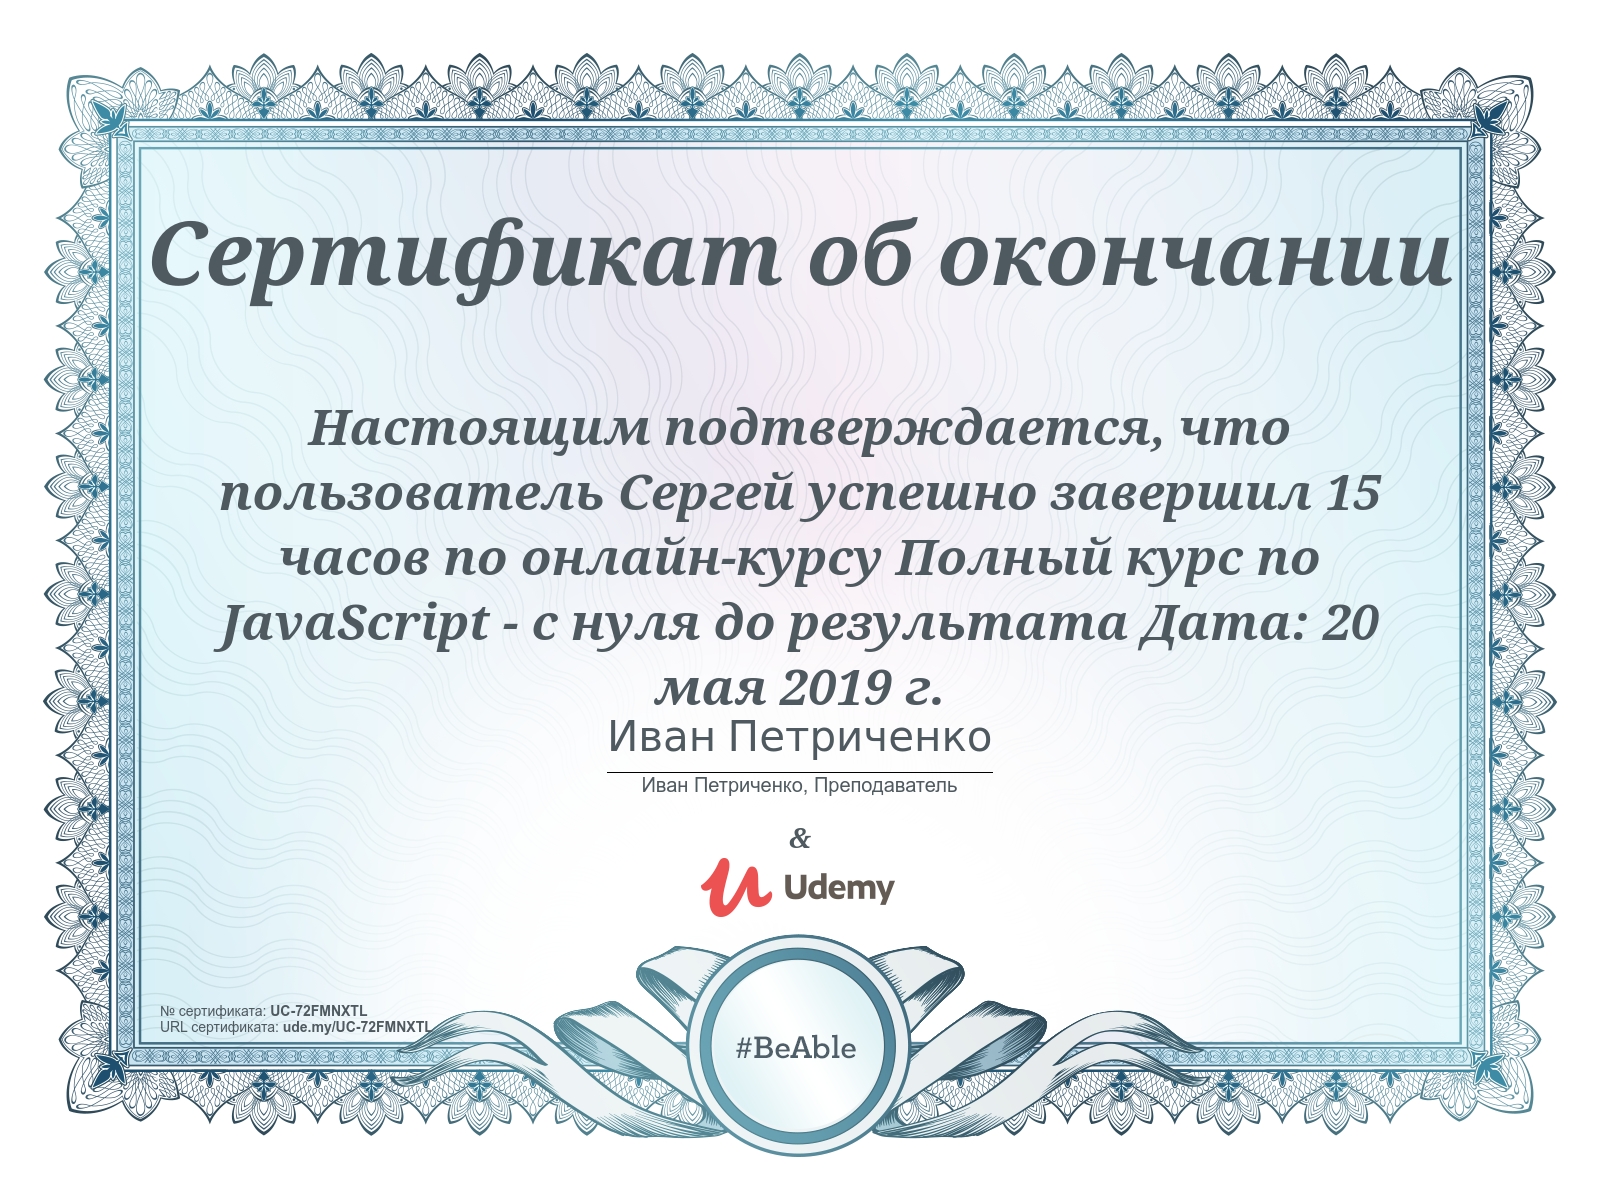 Сертификат об окончании
Настоящим подтверждается, что
пользователь Сергей успешно завершил 15
часов по онлайн-курсу Полный курс по
JavaScript - с нуля до результата Дата: 20
мая 2019 г.
Иван Петриченко
Иван Петриченко, Преподаватель
&
Udemy
№ сертификата: UC-72FMNXTL
URL сертификата: ude.my/UC-72FMNXTL
#BeAble